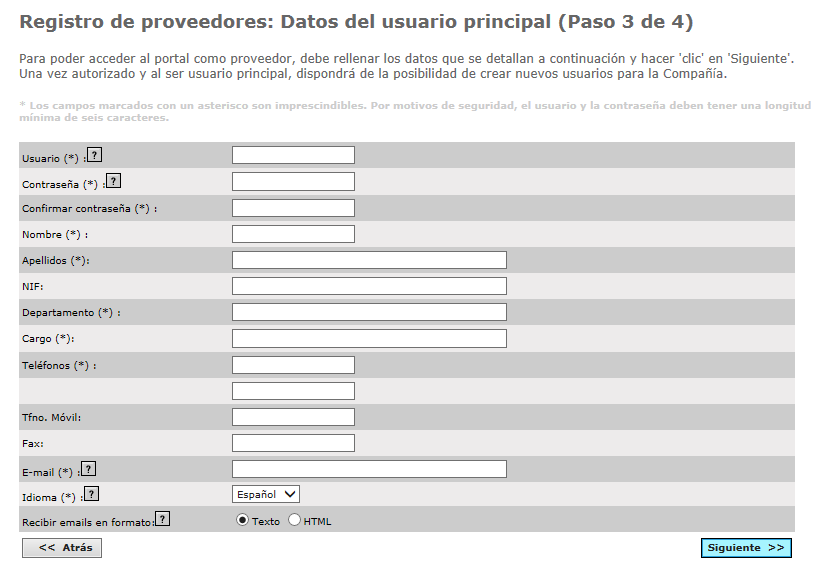 Registro de proveedores: Datos del usuario principal (Paso 3 de 4)
Para poder acceder al portal como proveedor, debe rellenar los datos que se detallan a continuación y hacer 'clic' en 'Siguiente'.
Una vez autorizado y al ser usuario principal, dispondrá de la posibilidad de crear nuevos usuarios para la Compañía.
* Los campos marcados con un asterisco son imprescindibles. Por motivos de seguridad, el usuario y la contraseña deben tener una longitud
mínima de seis caracteres.
Usuario (*) : ?
Contraseña (*) : ?
Confirmar contraseña (*) :
Nombre (*) :
Apellidos (*):
NIF:
Departamento (*) :
Cargo (*):
Teléfonos (*) :
Tfno. Móvil:
Fax:
E-mail (*) : ?
Idioma (*) : ? Español
Recibir emails en formato: ? Texto HTML
<< Atrás Siguiente >>